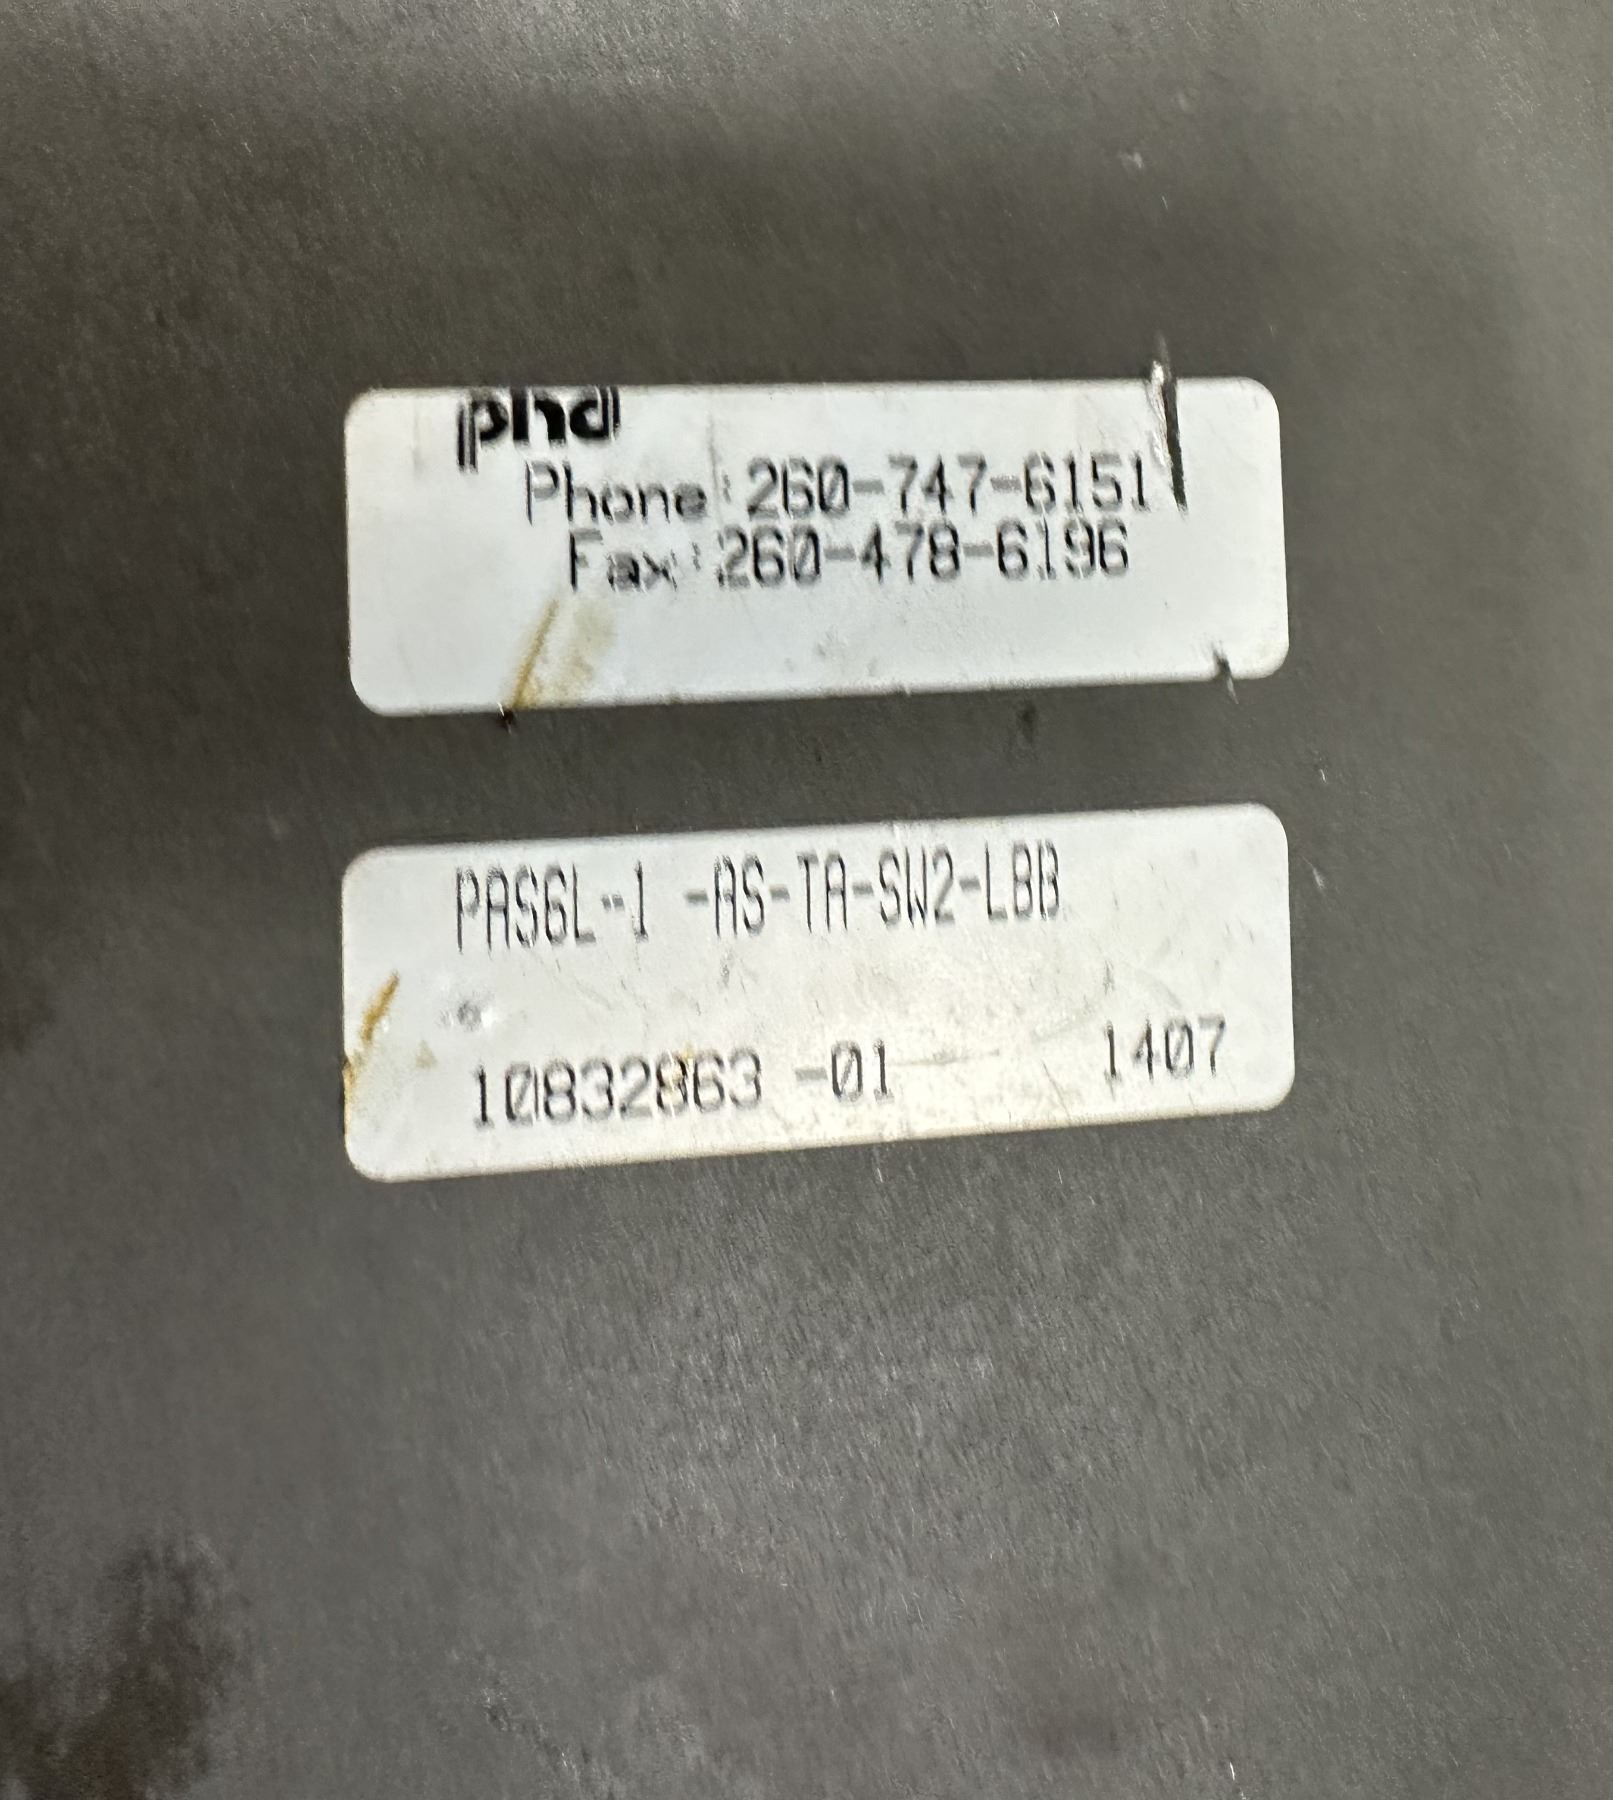 phd
Phone:260-747-6151
Fax:260-478-6196
PASGL-1 -AS-TA-SW2-LBB
10832863 -01 1407